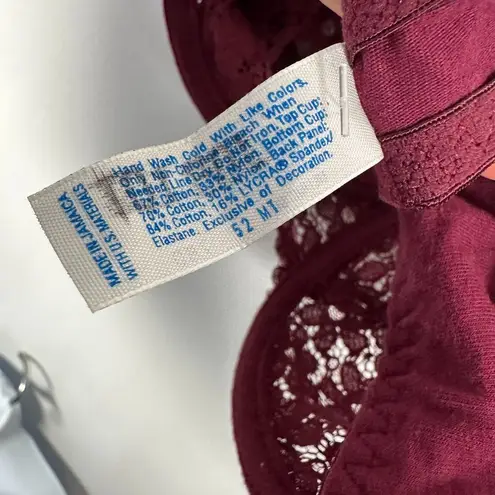 Hand Wash Cold With Like Colors.
Only Non-Chlorine Bleach When
Needed. Line Dry. Cool Iron. Top Cup:
67% Cotton, 33% Nylon. Bottom Cup:
70% Cotton, 30% Nylon. Back Panel:
84% Cotton, 16% LYCRA® Spandex/
Elastane Exclusive of Decoration.
52 MT
MADE IN JAMAICA
WITH U.S. MATERIALS